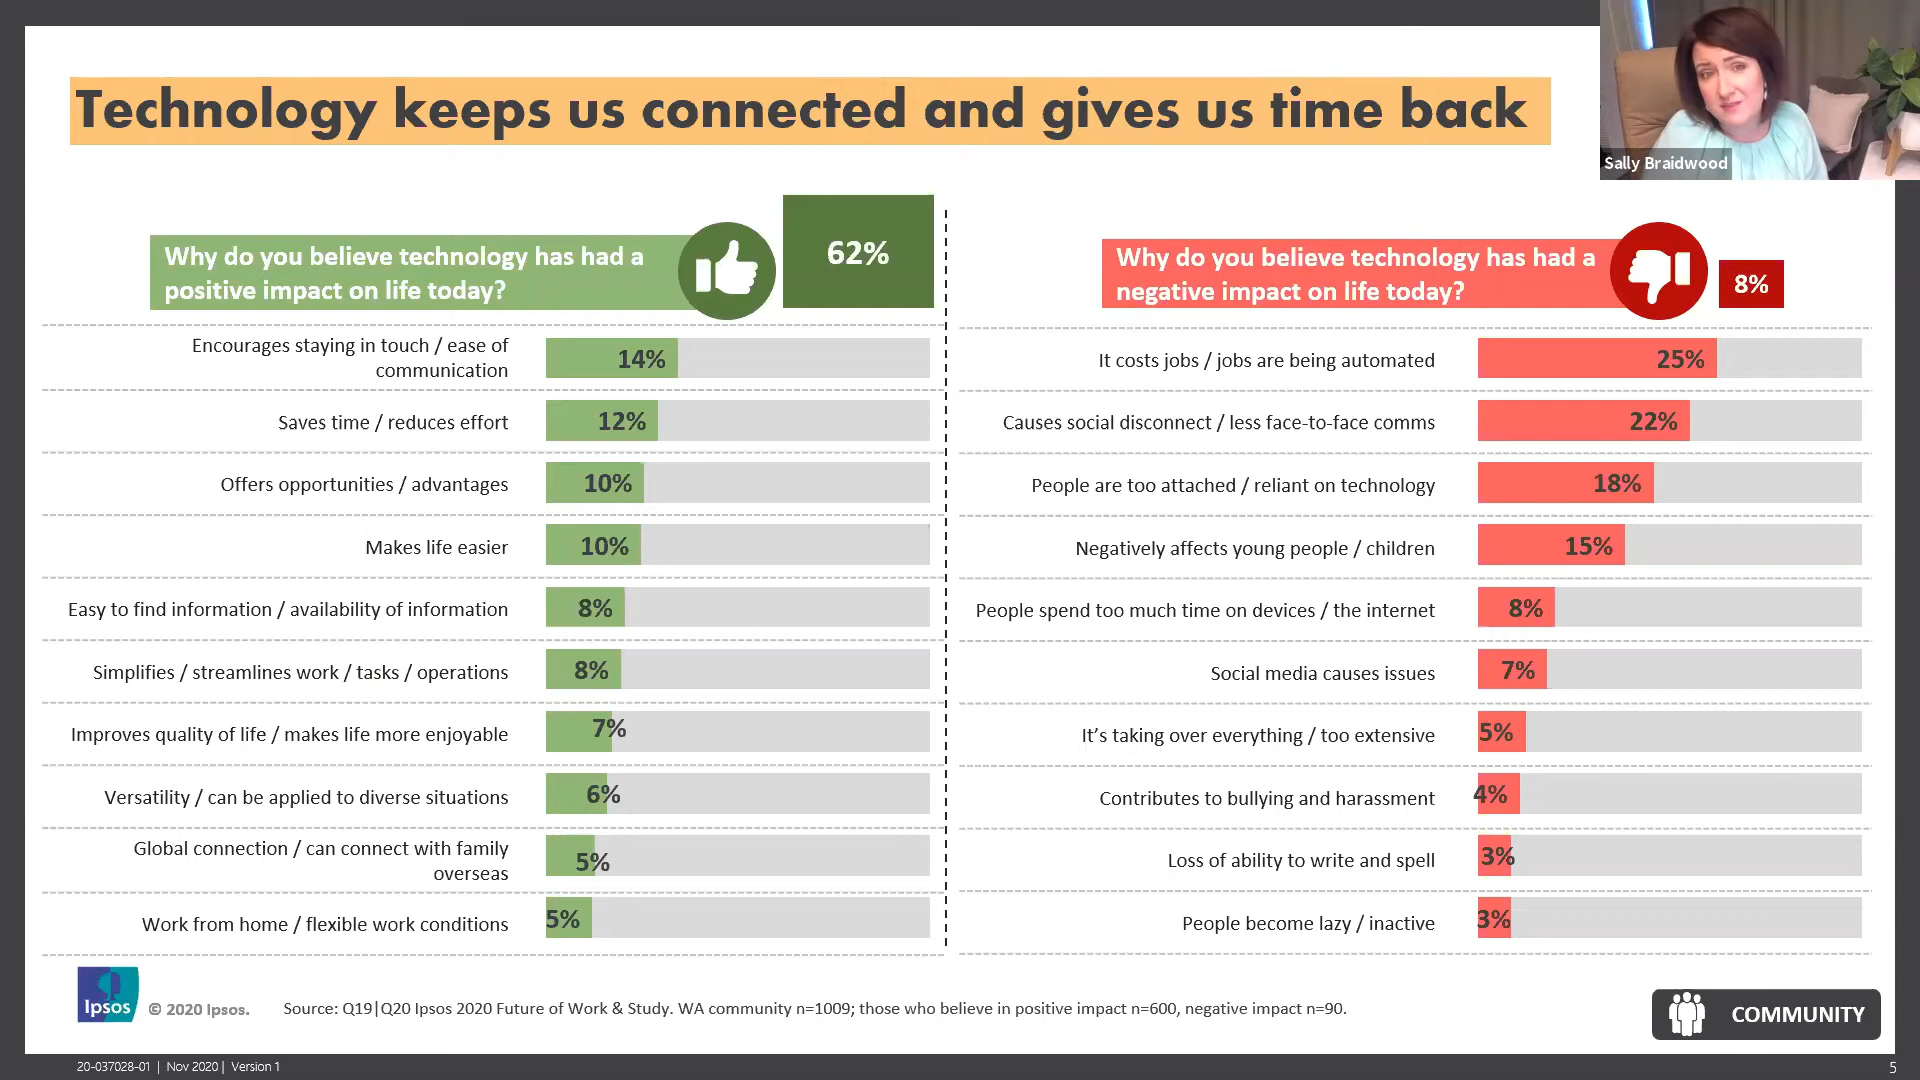 Technology keeps us connected and gives us time back
Sally Braidwood
Why do you believe technology has had a
positive impact on life today?
62%
Encourages staying in touch / ease of
communication
14%
Saves time / reduces effort
12%
Offers opportunities / advantages
10%
Makes life easier
10%
Easy to find information / availability of information
8%
Simplifies / streamlines work / tasks / operations
8%
Improves quality of life / makes life more enjoyable
7%
Versatility / can be applied to diverse situations
6%
Global connection / can connect with family
overseas
5%
Work from home / flexible work conditions
5%
Why do you believe technology has had a
negative impact on life today?
8%
It costs jobs / jobs are being automated
25%
Causes social disconnect / less face-to-face comms
22%
People are too attached / reliant on technology
18%
Negatively affects young people / children
15%
People spend too much time on devices / the internet
8%
Social media causes issues
7%
It’s taking over everything / too extensive
5%
Contributes to bullying and harassment
4%
Loss of ability to write and spell
3%
People become lazy / inactive
3%
Ipsos
© 2020 Ipsos.
Source: Q19|Q20 Ipsos 2020 Future of Work & Study. WA community n=1009; those who believe in positive impact n=600, negative impact n=90.
COMMUNITY
20-037028-01 | Nov 2020 | Version 1
5